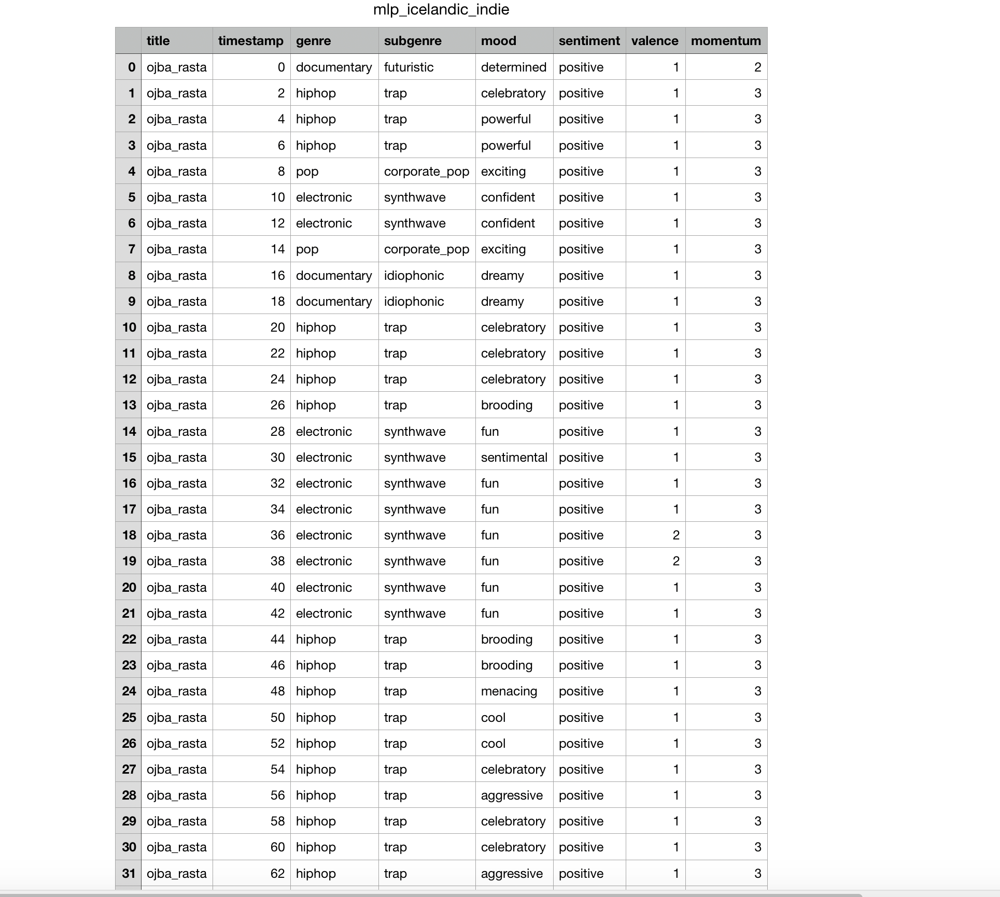 mlp_icelandic_indie
title timestamp genre subgenre mood sentiment valence momentum
0 ojba_rasta 0 documentary futuristic determined positive 1 2
1 ojba_rasta 2 hiphop trap celebratory positive 1 3
2 ojba_rasta 4 hiphop trap powerful positive 1 3
3 ojba_rasta 6 hiphop trap powerful positive 1 3
4 ojba_rasta 8 pop corporate_pop exciting positive 1 3
5 ojba_rasta 10 electronic synthwave confident positive 1 3
6 ojba_rasta 12 electronic synthwave confident positive 1 3
7 ojba_rasta 14 pop corporate_pop exciting positive 1 3
8 ojba_rasta 16 documentary idiophonic dreamy positive 1 3
9 ojba_rasta 18 documentary idiophonic dreamy positive 1 3
10 ojba_rasta 20 hiphop trap celebratory positive 1 3
11 ojba_rasta 22 hiphop trap celebratory positive 1 3
12 ojba_rasta 24 hiphop trap celebratory positive 1 3
13 ojba_rasta 26 hiphop trap brooding positive 1 3
14 ojba_rasta 28 electronic synthwave fun positive 1 3
15 ojba_rasta 30 electronic synthwave sentimental positive 1 3
16 ojba_rasta 32 electronic synthwave fun positive 1 3
17 ojba_rasta 34 electronic synthwave fun positive 1 3
18 ojba_rasta 36 electronic synthwave fun positive 2 3
19 ojba_rasta 38 electronic synthwave fun positive 2 3
20 ojba_rasta 40 electronic synthwave fun positive 1 3
21 ojba_rasta 42 electronic synthwave fun positive 1 3
22 ojba_rasta 44 hiphop trap brooding positive 1 3
23 ojba_rasta 46 hiphop trap brooding positive 1 3
24 ojba_rasta 48 hiphop trap menacing positive 1 3
25 ojba_rasta 50 hiphop trap cool positive 1 3
26 ojba_rasta 52 hiphop trap cool positive 1 3
27 ojba_rasta 54 hiphop trap celebratory positive 1 3
28 ojba_rasta 56 hiphop trap aggressive positive 1 3
29 ojba_rasta 58 hiphop trap celebratory positive 1 3
30 ojba_rasta 60 hiphop trap celebratory positive 1 3
31 ojba_rasta 62 hiphop trap aggressive positive 1 3